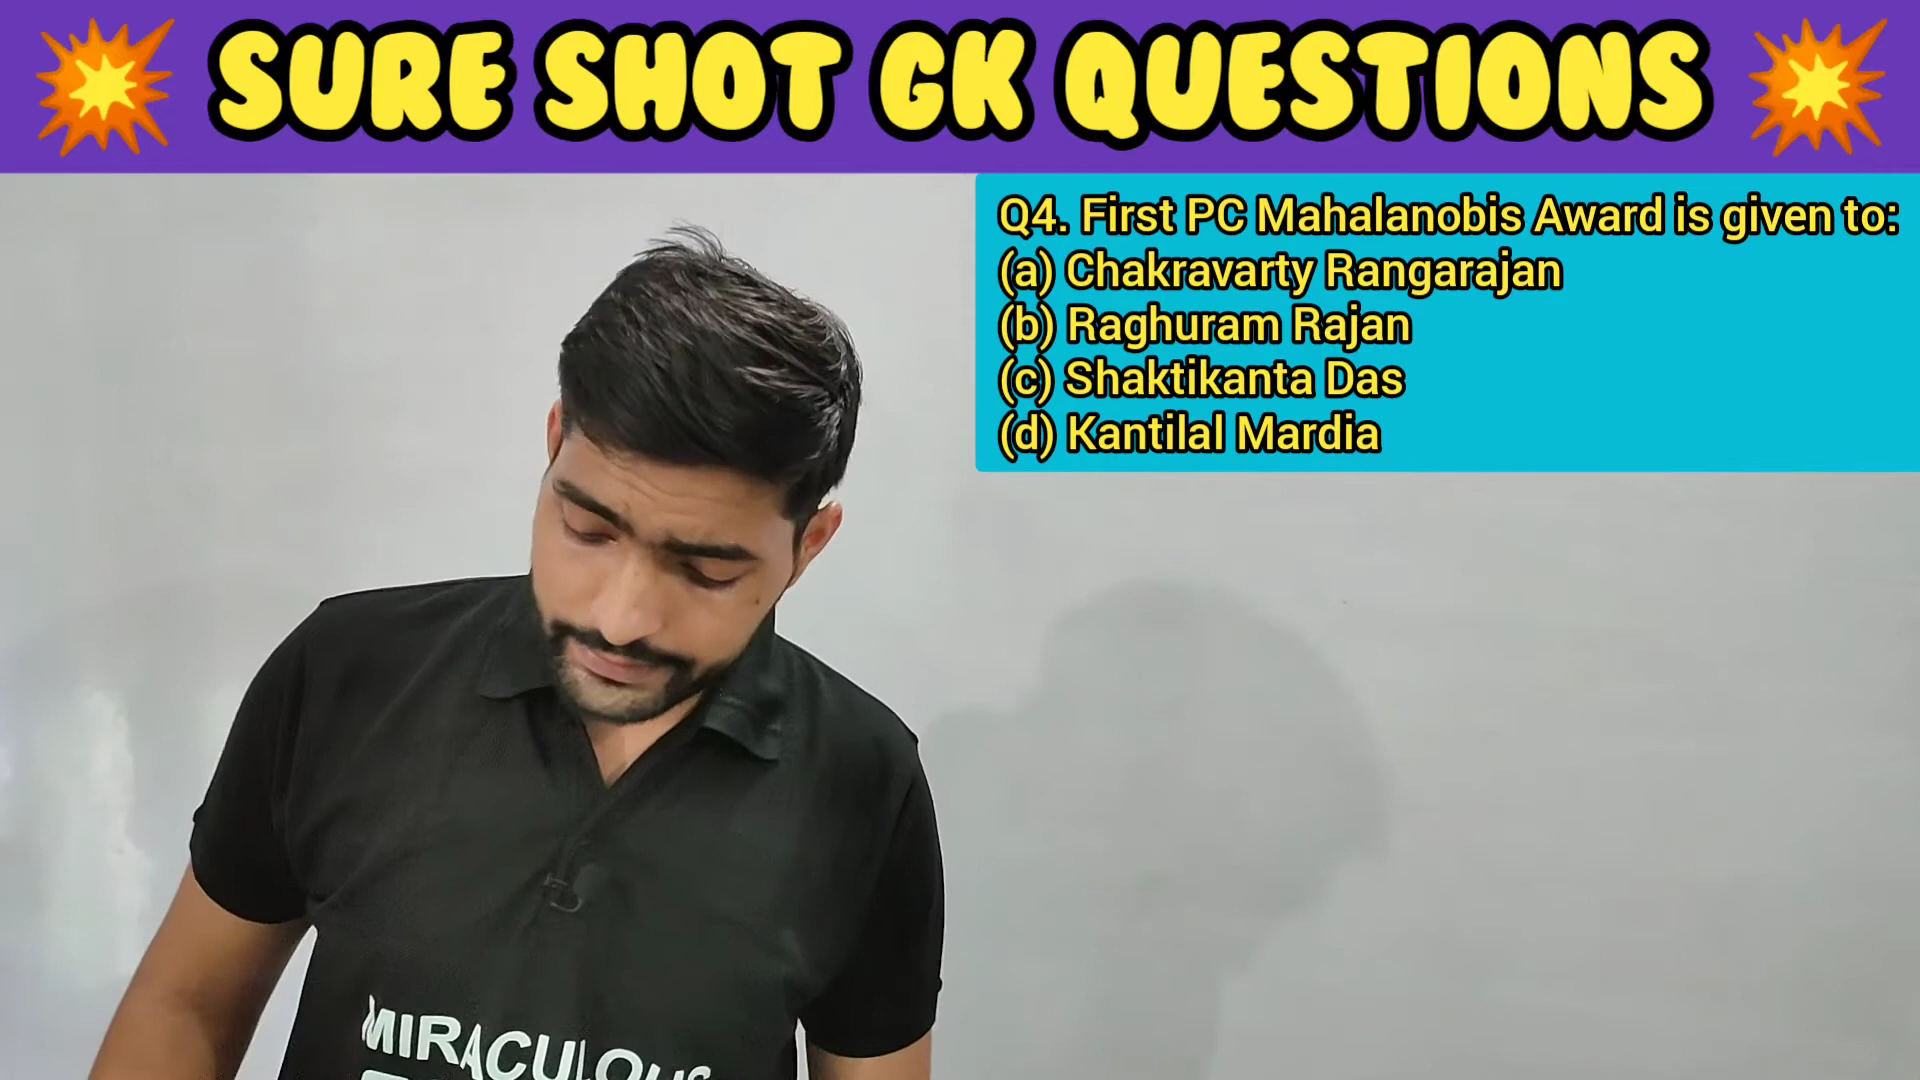 SURE SHOT GK QUESTIONS
Q4. First PC Mahalanobis Award is given to:
(a) Chakravarty Rangarajan
(b) Raghuram Rajan
(c) Shaktikanta Das
(d) Kantilal Mardia
MIRACULOUS